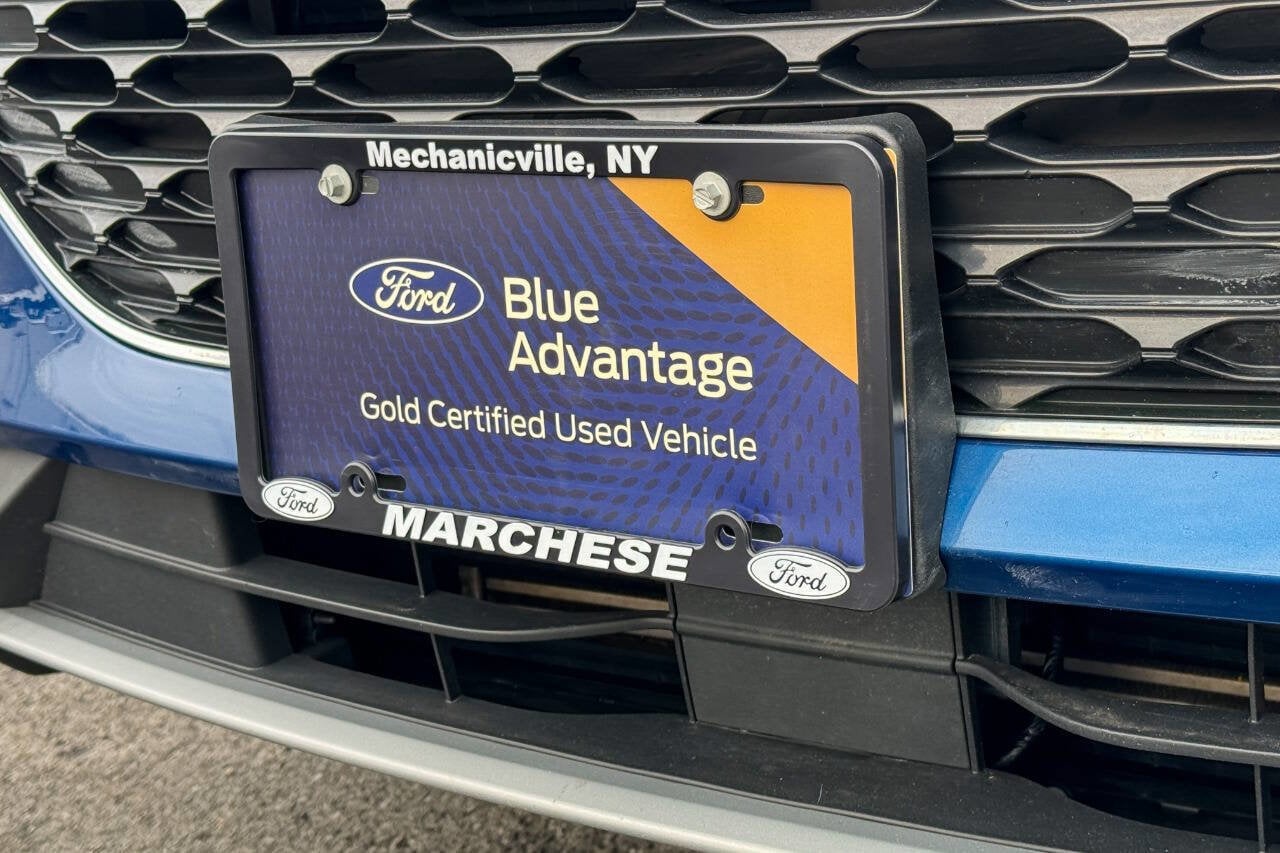 Mechanicville, NY
Ford
Blue
Advantage
Gold Certified Used Vehicle
Ford
MARCHESE
Ford